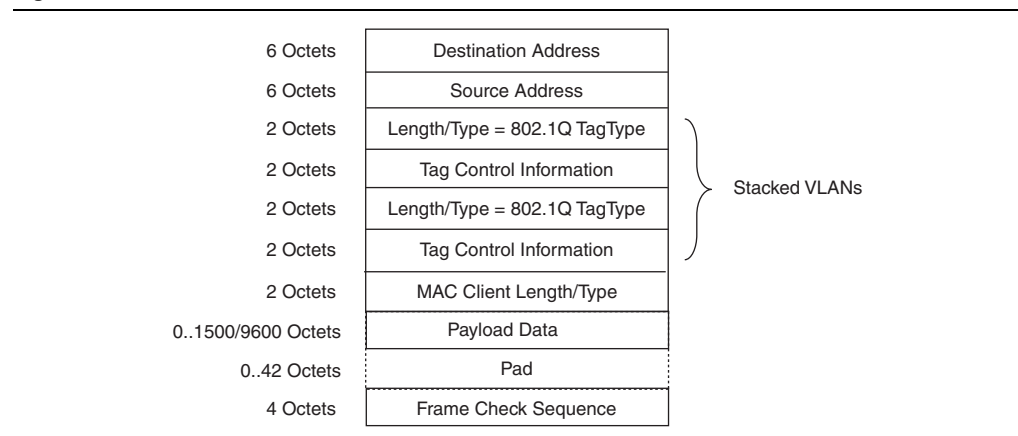 6 Octets Destination Address
6 Octets Source Address
2 Octets Length/Type = 802.1Q TagType
2 Octets Tag Control Information
Stacked VLANs
2 Octets Length/Type = 802.1Q TagType
2 Octets Tag Control Information
2 Octets MAC Client Length/Type
0..1500/9600 Octets Payload Data
0..42 Octets Pad
4 Octets Frame Check Sequence